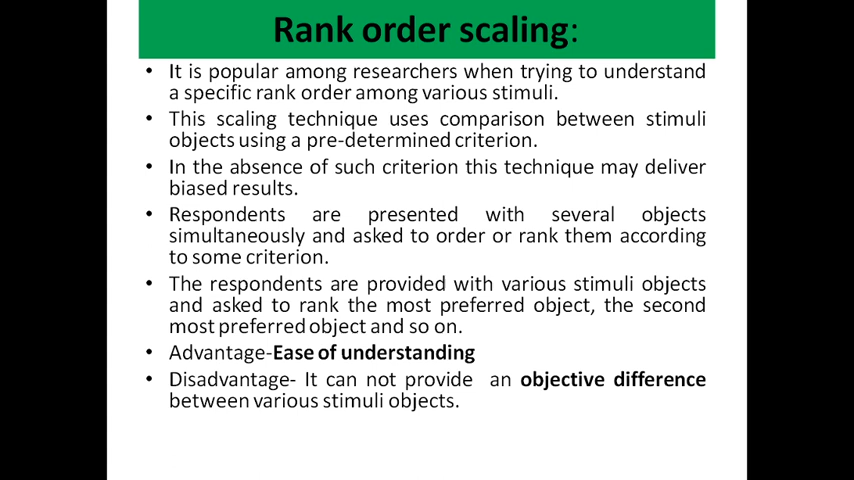 Rank order scaling:
• It is popular among researchers when trying to understand
a specific rank order among various stimuli.
• This scaling technique uses comparison between stimuli
objects using a pre-determined criterion.
• In the absence of such criterion this technique may deliver
biased results.
• Respondents are presented with several objects
simultaneously and asked to order or rank them according
to some criterion.
• The respondents are provided with various stimuli objects
and asked to rank the most preferred object, the second
most preferred object and so on.
• Advantage-Ease of understanding
• Disadvantage- It can not provide an objective difference
between various stimuli objects.